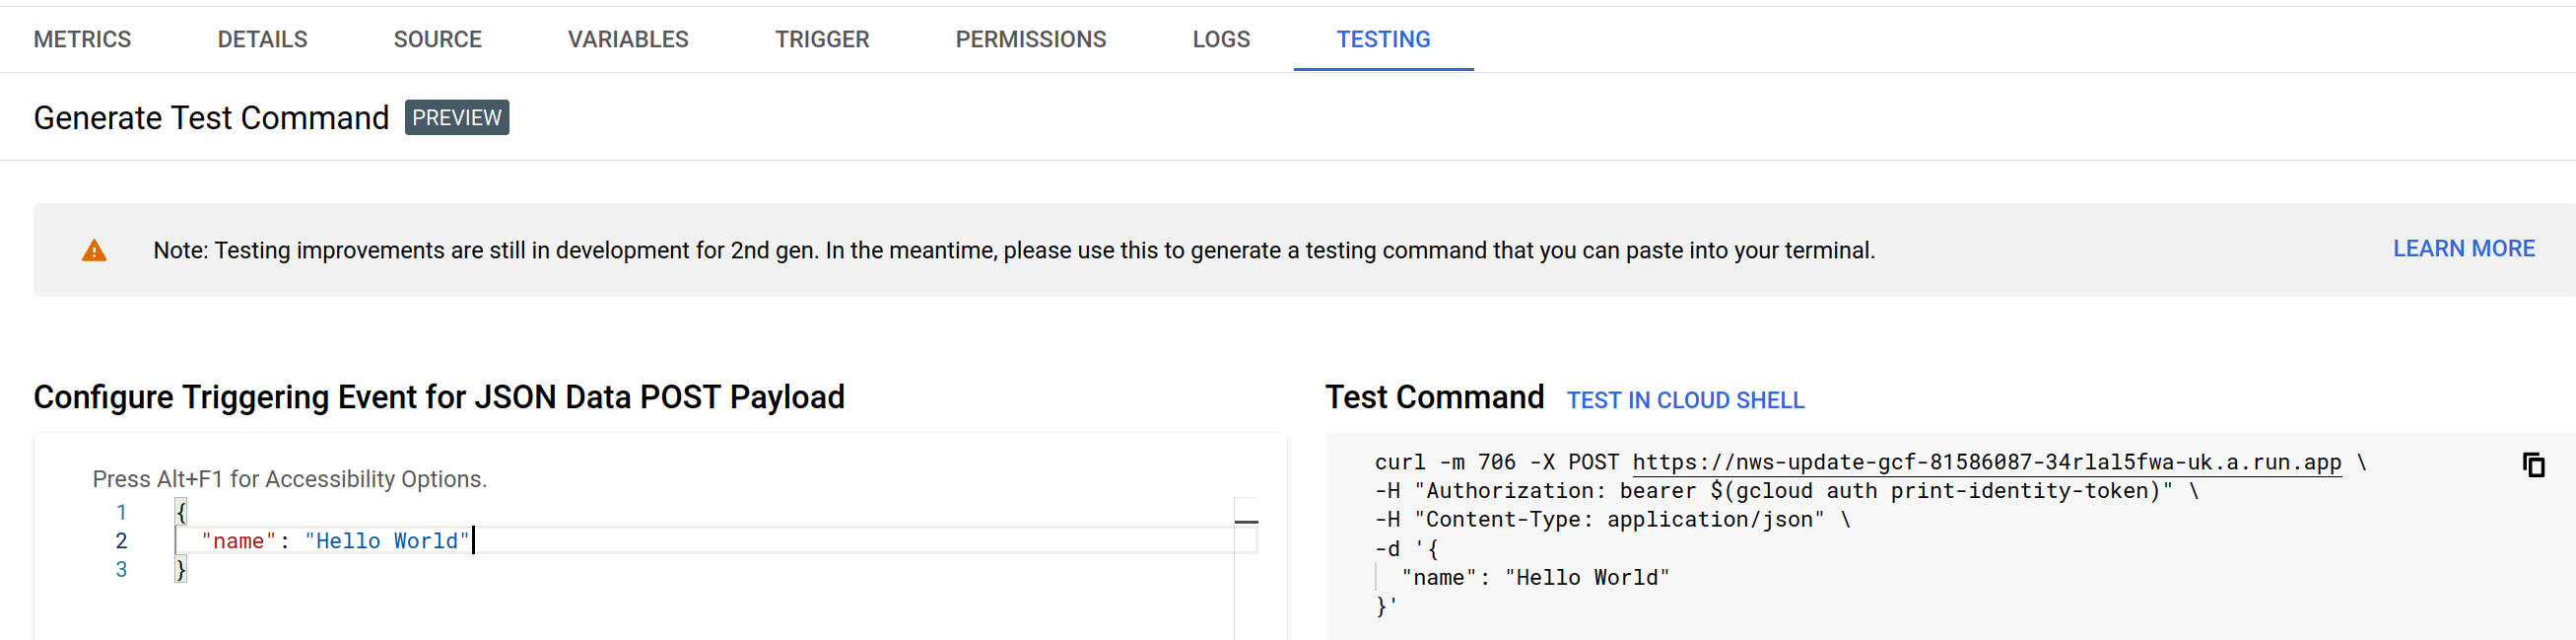 METRICS DETAILS SOURCE VARIABLES TRIGGER PERMISSIONS LOGS TESTING
Generate Test Command PREVIEW
Note: Testing improvements are still in development for 2nd gen. In the meantime, please use this to generate a testing command that you can paste into your terminal. LEARN MORE
Configure Triggering Event for JSON Data POST Payload
Press Alt+F1 for Accessibility Options.
1 {
2 "name": "Hello World"
3 }
Test Command TEST IN CLOUD SHELL
curl -m 706 -X POST https://nws-update-gcf-81586087-34rlal5fwa-uk.a.run.app \
-H "Authorization: bearer $(gcloud auth print-identity-token)" \
-H "Content-Type: application/json" \
-d '{
"name": "Hello World"
}'